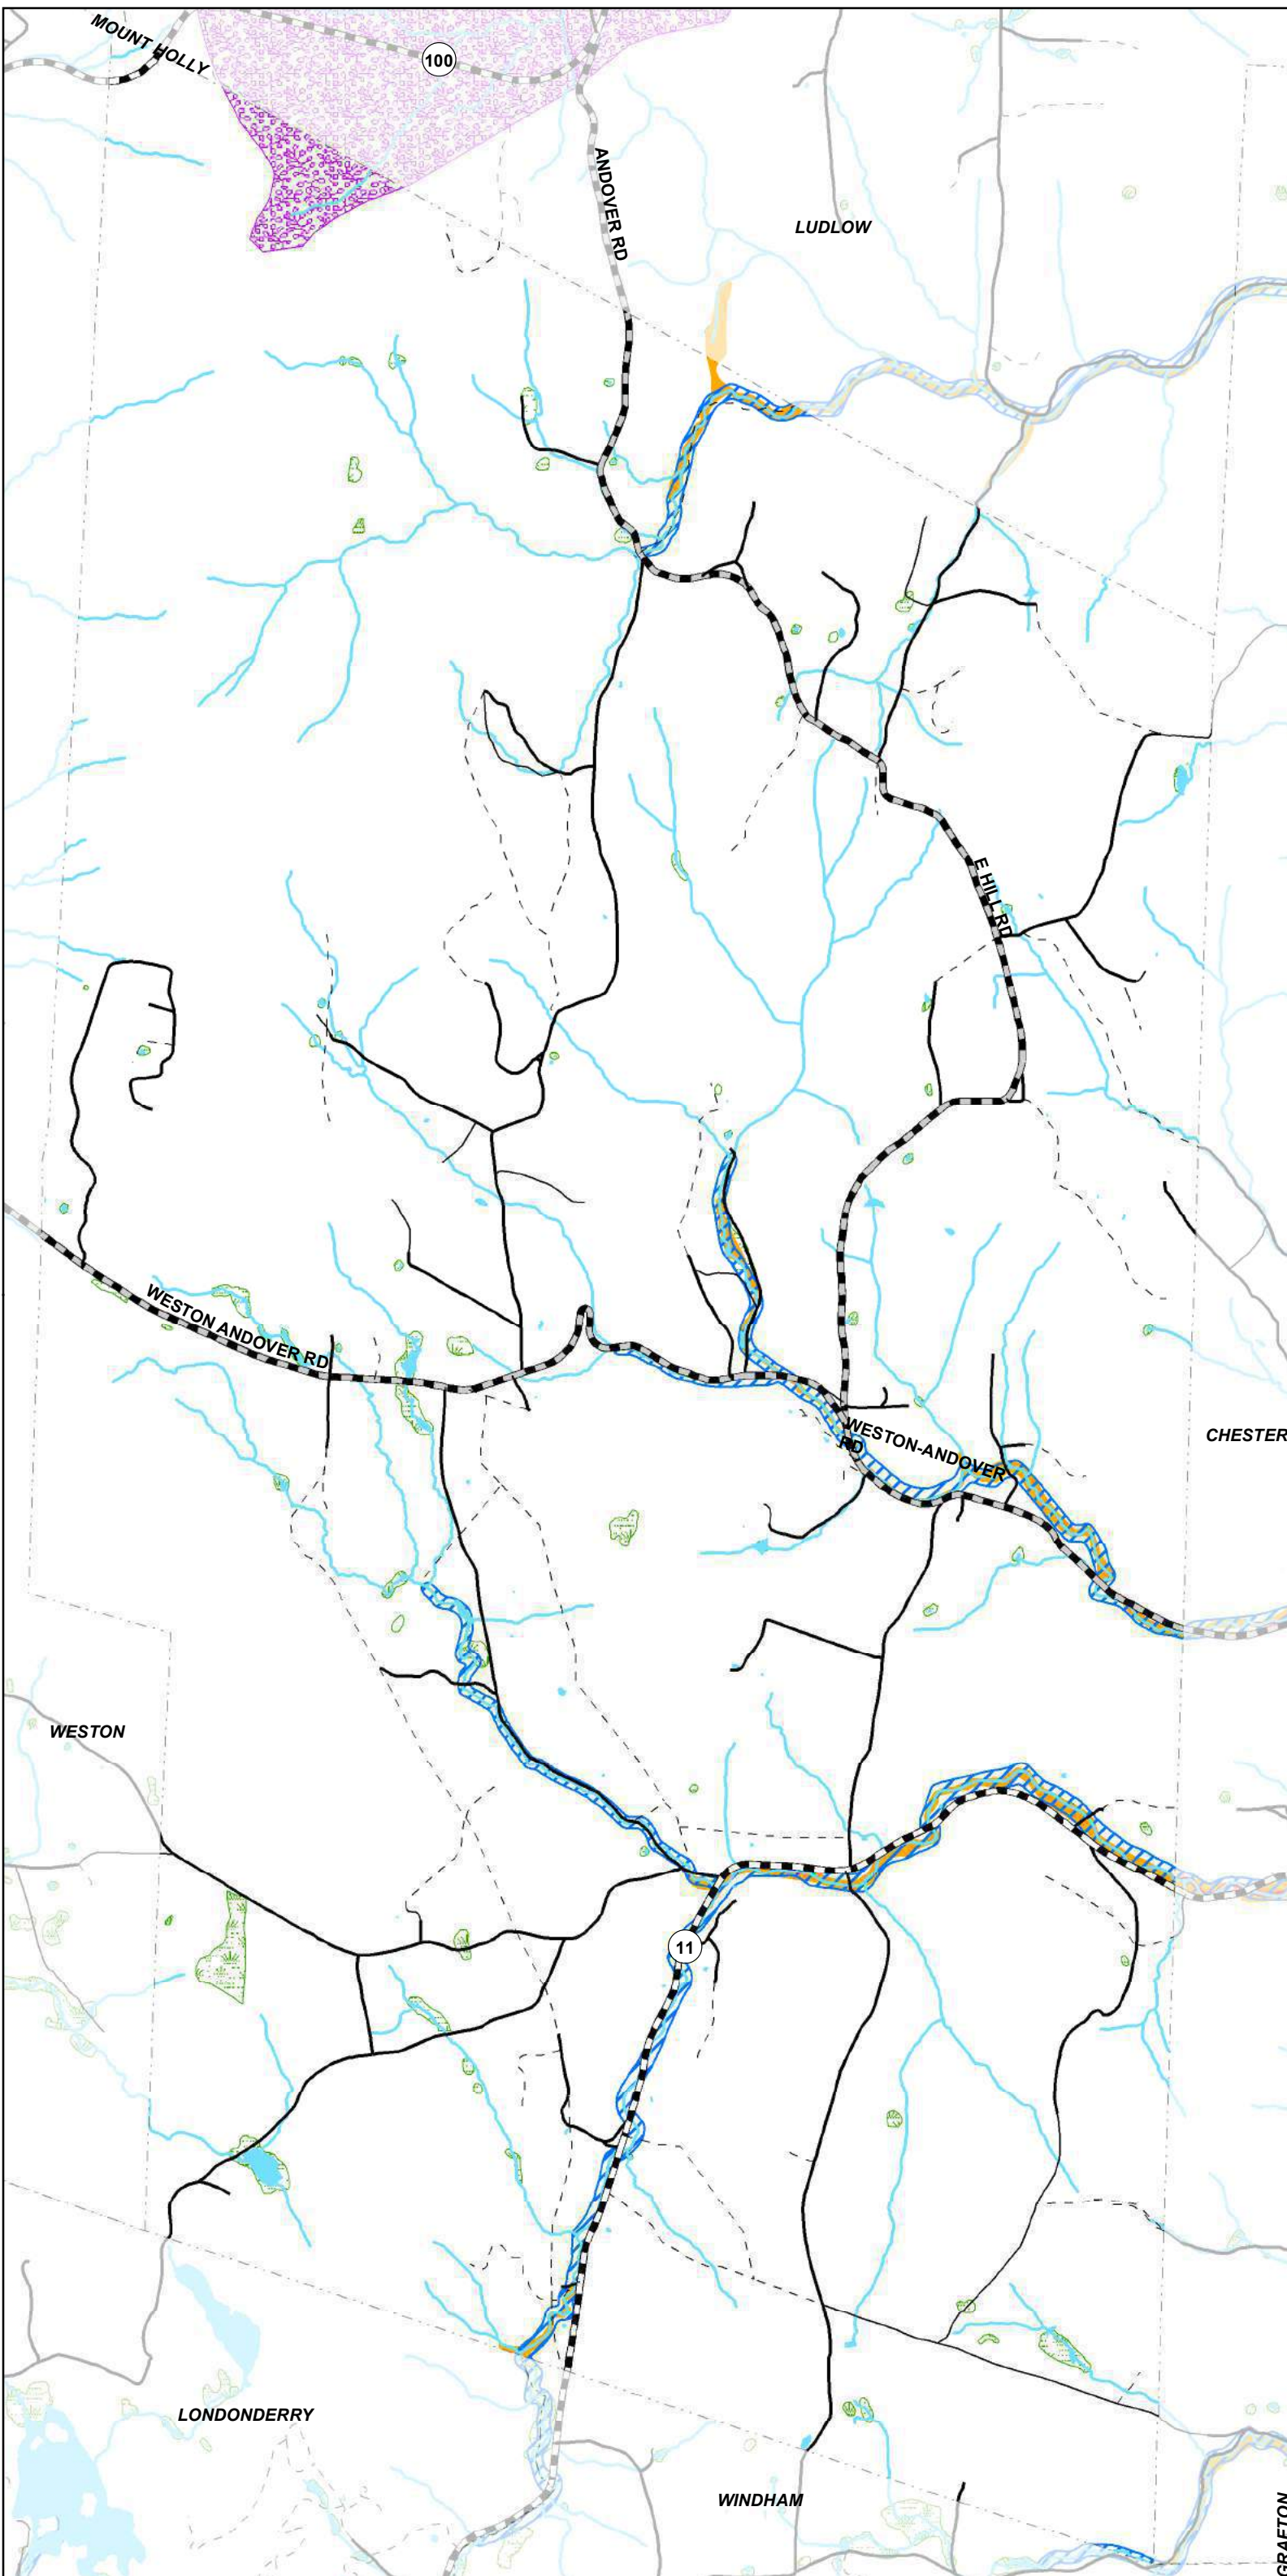 MOUNT HOLLY
100
ANDOVER RD
LUDLOW
E HILL RD
WESTON ANDOVER RD
WESTON-ANDOVER
RD
CHESTER
WESTON
11
LONDONDERRY
WINDHAM
GRAFTON